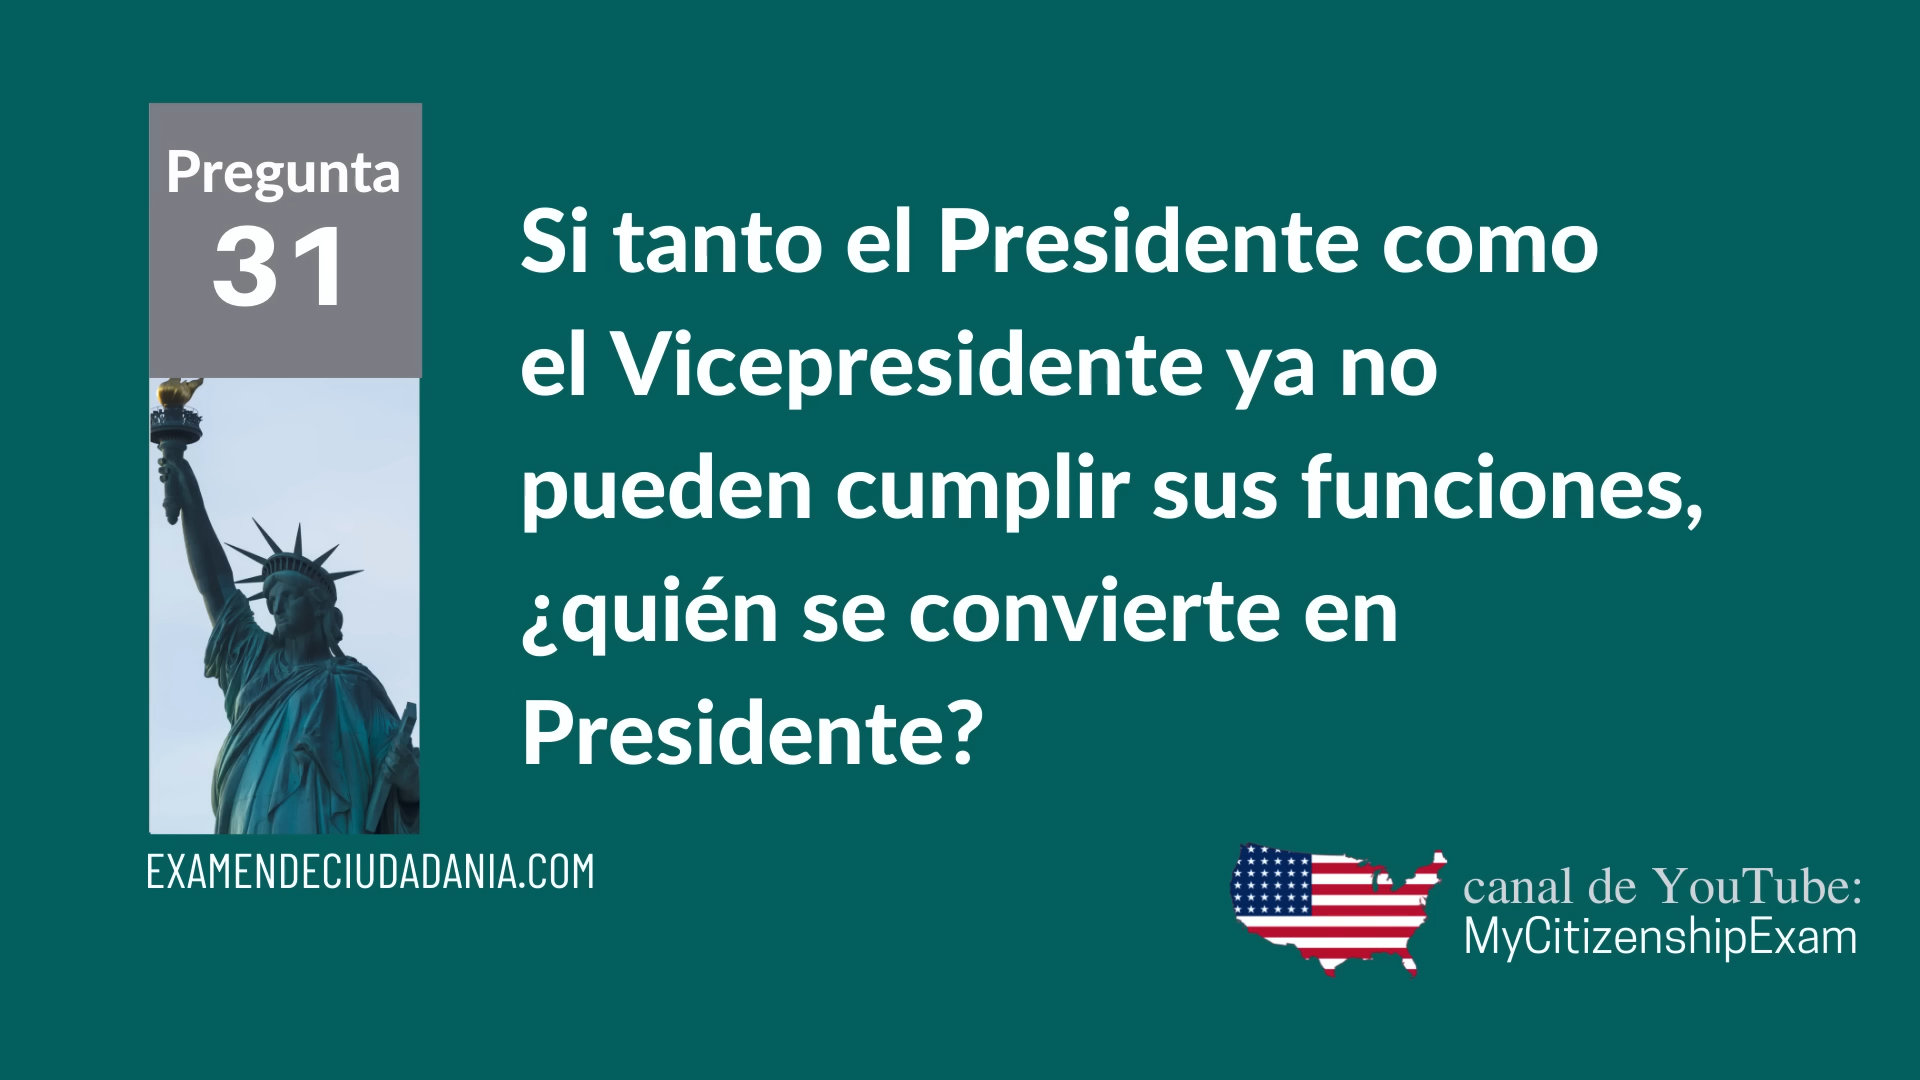 Pregunta
31
Si tanto el Presidente como
el Vicepresidente ya no
pueden cumplir sus funciones,
¿quién se convierte en
Presidente?
EXAMENDECIUDADANIA.COM
canal de YouTube:
MyCitizenshipExam